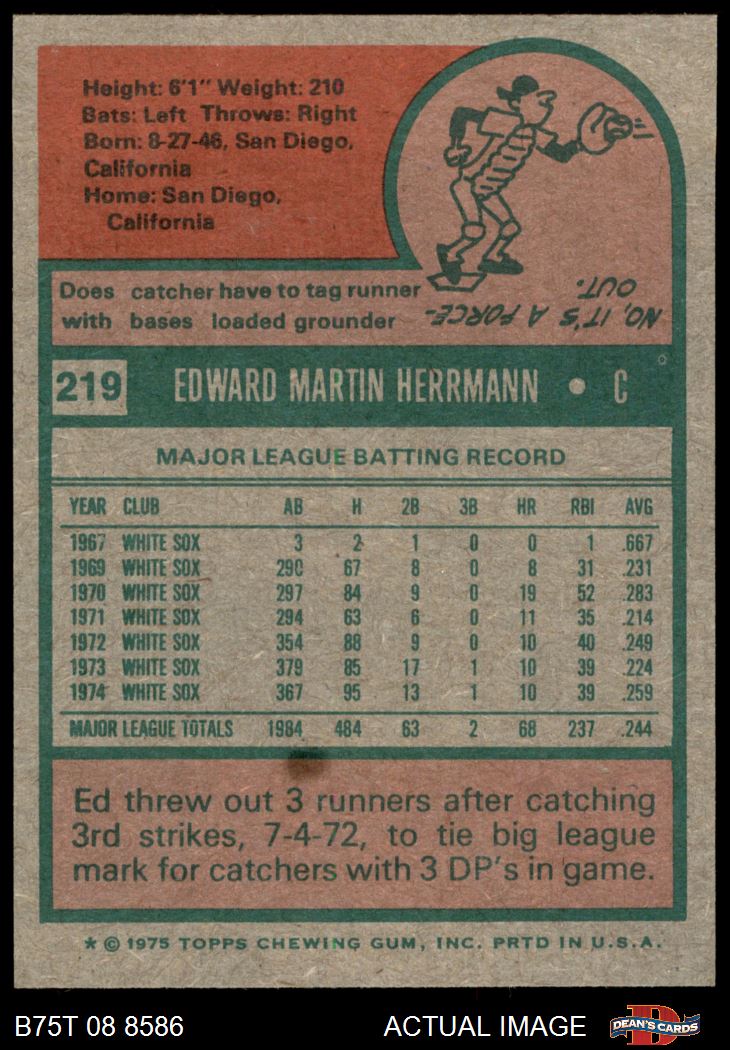 Height: 6'1" Weight: 210
Bats: Left Throws: Right
Born: 8-27-46, San Diego,
California
Home: San Diego,
California
Does catcher have to tag runner
with bases loaded grounder
NO, IT'S A FORCE-
OUT.
219 EDWARD MARTIN HERRMANN • C
MAJOR LEAGUE BATTING RECORD
YEAR CLUB AB H 2B 3B HR RBI AVG
1967 WHITE SOX 3 2 1 0 0 1 .667
1969 WHITE SOX 290 67 8 0 8 31 .231
1970 WHITE SOX 297 84 9 0 19 52 .283
1971 WHITE SOX 294 63 6 0 11 35 .214
1972 WHITE SOX 354 88 9 0 10 40 .249
1973 WHITE SOX 379 85 17 1 10 39 .224
1974 WHITE SOX 367 95 13 1 10 39 .259
MAJOR LEAGUE TOTALS 1984 484 63 2 68 237 .244
Ed threw out 3 runners after catching
3rd strikes, 7-4-72, to tie big league
mark for catchers with 3 DP's in game.
* © 1975 TOPPS CHEWING GUM, INC. PRTD IN U.S.A.
B75T 08 8586 ACTUAL IMAGE DEAN'S CARDS